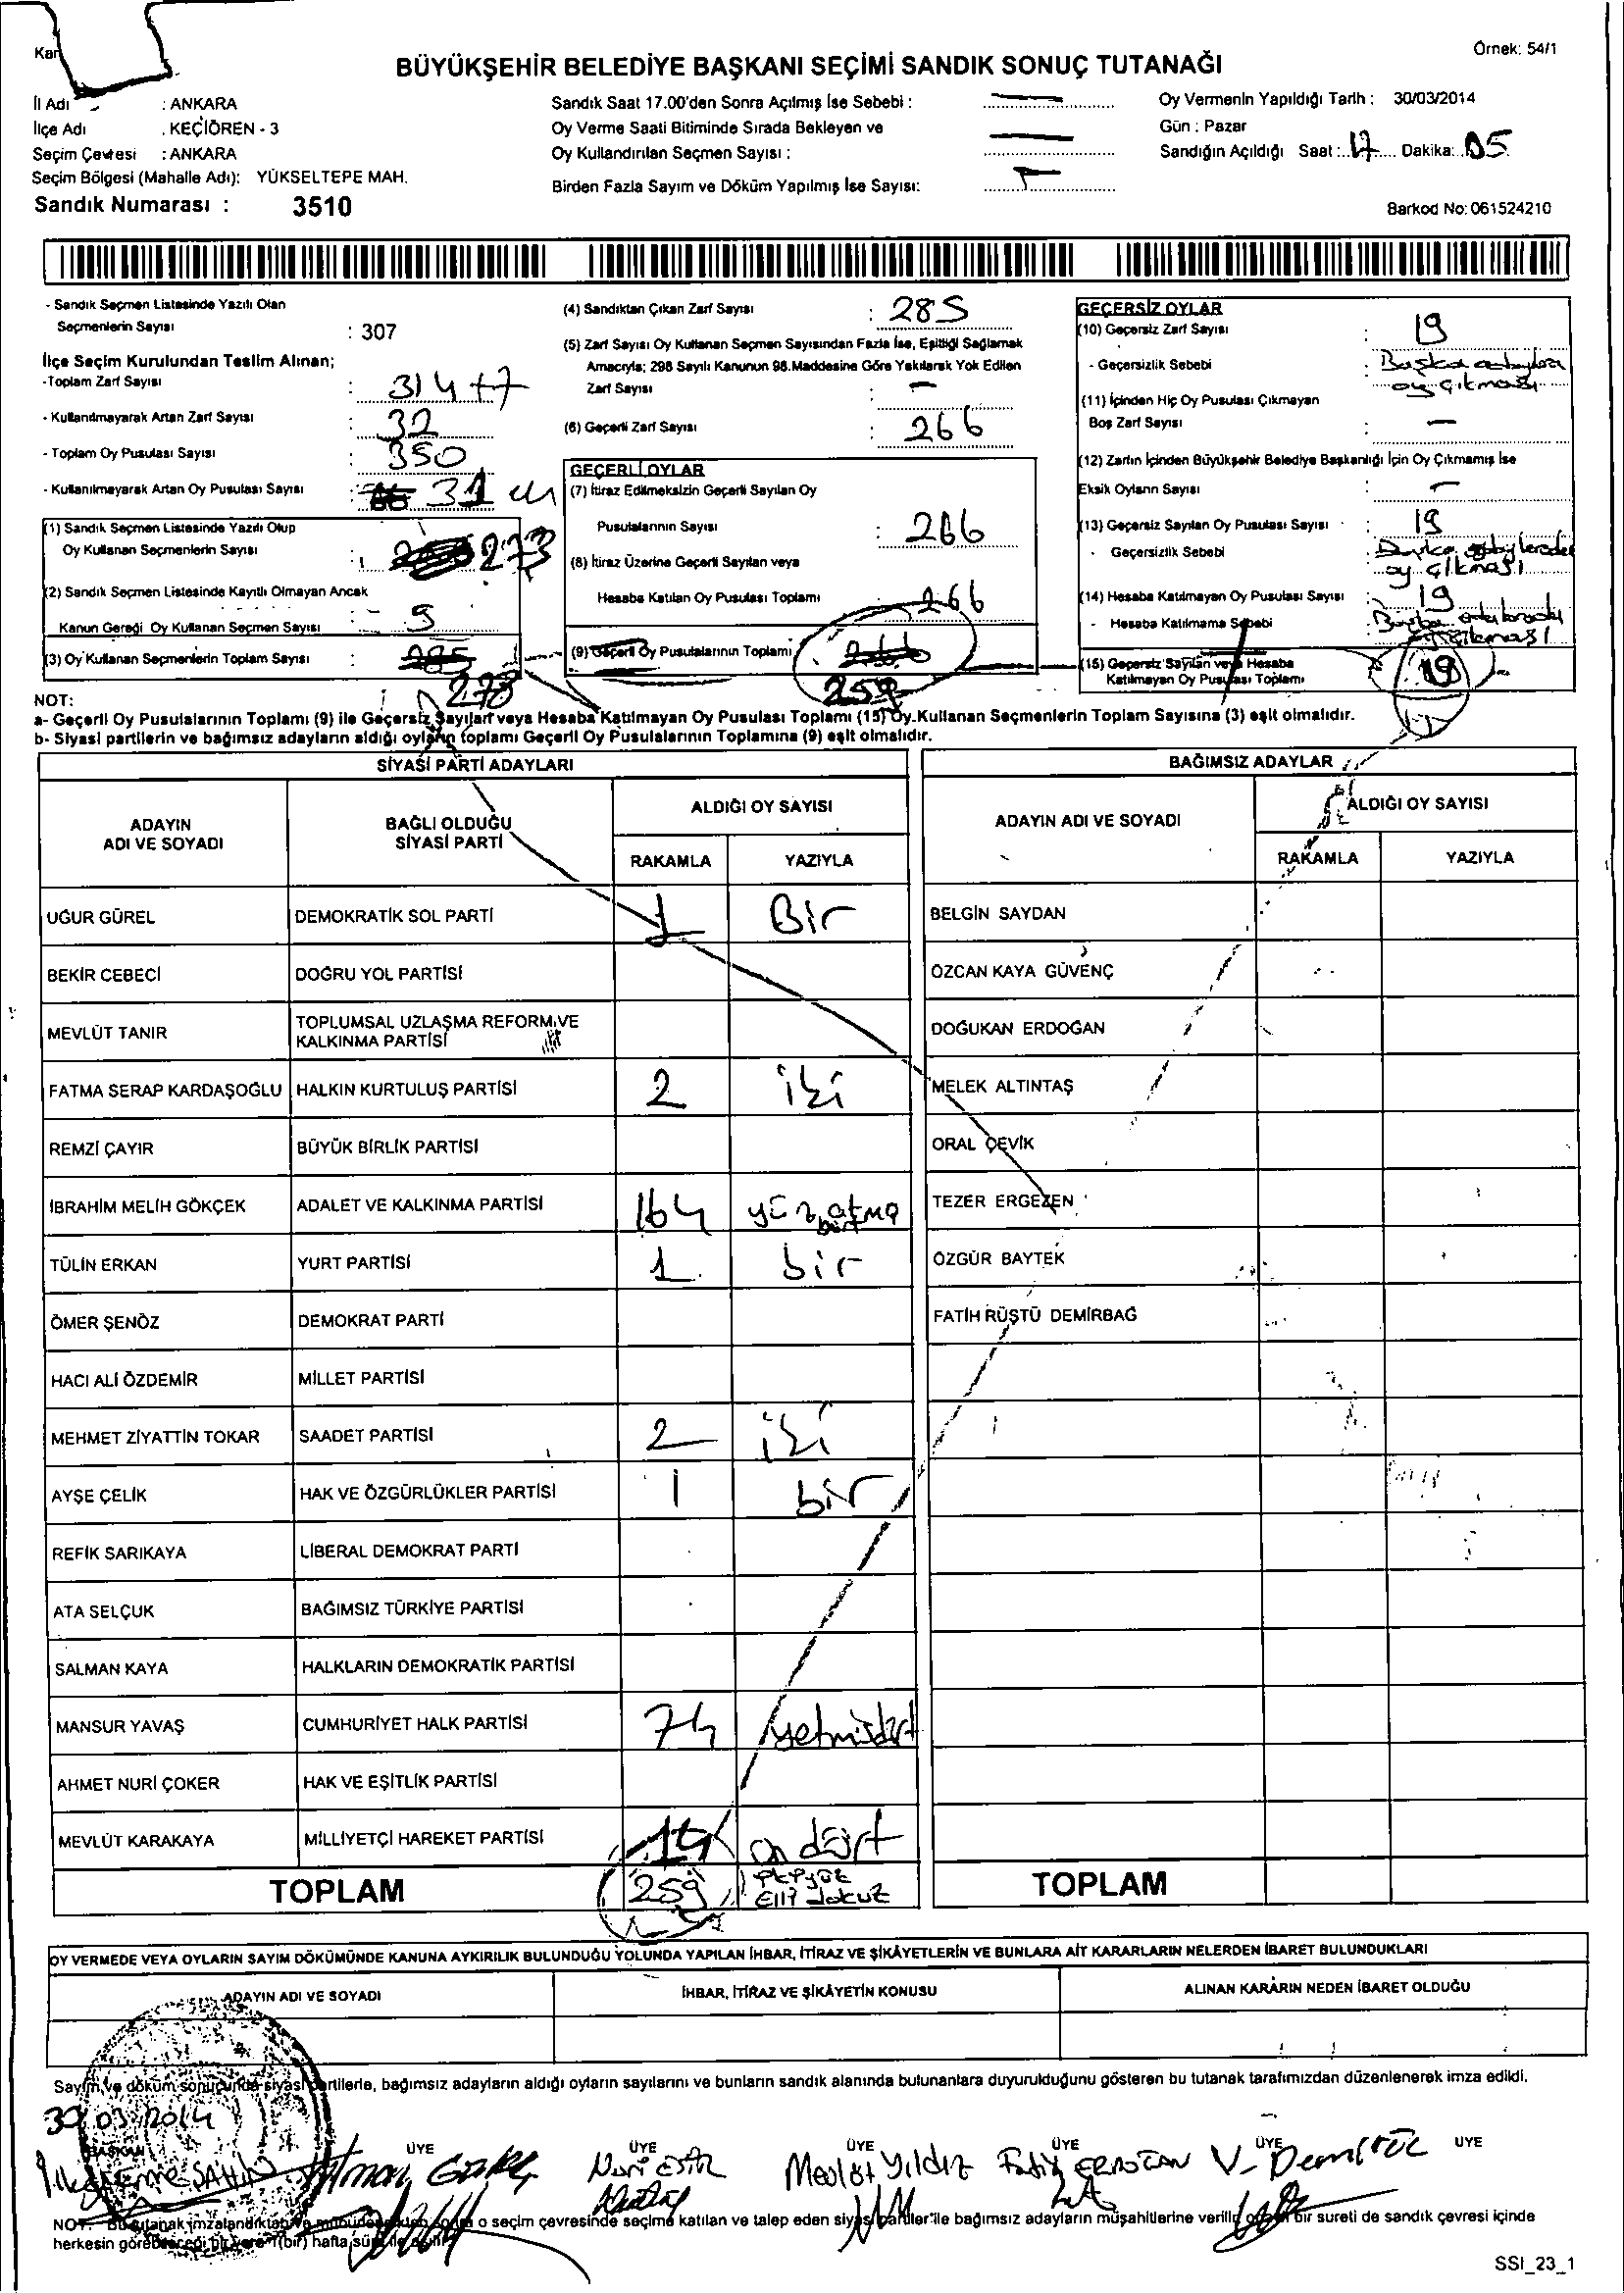 Örnek: 54/1
BÜYÜKŞEHİR BELEDİYE BAŞKANI SEÇİMİ SANDIK SONUÇ TUTANAĞI
İl Adı : ANKARA
İlçe Adı : KEÇİÖREN - 3
Seçim Çevresi : ANKARA
Seçim Bölgesi (Mahalle Adı): YÜKSELTEPE MAH.
Sandık Numarası : 3510
Sandık Saat 17.00'den Sonra Açılmış İse Sebebi :
Oy Verme Saati Bitiminde Sırada Bekleyen ve
Oy Kullandırılan Seçmen Sayısı :
Birden Fazla Sayım ve Döküm Yapılmış İse Sayısı:
Oy Vermenin Yapıldığı Tarih : 30/03/2014
Gün : Pazar
Sandığın Açıldığı Saat : 17 Dakika: 05
Barkod No: 061524210
- Sandık Seçmen Listesinde Yazılı Olan
Seçmenlerin Sayısı : 307
İlçe Seçim Kurulundan Teslim Alınan;
-Toplam Zarf Sayısı : 314+7
- Kullanılmayarak Artan Zarf Sayısı : 32
- Toplam Oy Pusulası Sayısı : 350
- Kullanılmayarak Artan Oy Pusulası Sayısı : 31
(1) Sandık Seçmen Listesinde Yazılı Olup
Oy Kullanan Seçmenlerin Sayısı : 273
(2) Sandık Seçmen Listesinde Kayıtlı Olmayan Ancak
Kanun Gereği Oy Kullanan Seçmen Sayısı : 5
(3) Oy Kullanan Seçmenlerin Toplam Sayısı : 285
278
(4) Sandıktan Çıkan Zarf Sayısı : 285
(5) Zarf Sayısı Oy Kullanan Seçmen Sayısından Fazla İse, Eşitliği Sağlamak
Amacıyla; 298 Sayılı Kanunun 98.Maddesine Göre Yakılarak Yok Edilen
Zarf Sayısı : —
(6) Geçerli Zarf Sayısı : 266
GEÇERLİ OYLAR
(7) İtiraz Edilmeksizin Geçerli Sayılan Oy
Pusulalarının Sayısı : 266
(8) İtiraz Üzerine Geçerli Sayılan veya
Hesaba Katılan Oy Pusulası Toplamı : 266
(9) Geçerli Oy Pusulalarının Toplamı 266
259
GEÇERSİZ OYLAR
(10) Geçersiz Zarf Sayısı : 19
- Geçersizlik Sebebi : Başka
oy çıkması
(11) İçinden Hiç Oy Pusulası Çıkmayan
Boş Zarf Sayısı : —
(12) Zarfın İçinden Büyükşehir Belediye Başkanlığı İçin Oy Çıkmamış İse
Eksik Oyların Sayısı : —
(13) Geçersiz Sayılan Oy Pusulası Sayısı : 19
- Geçersizlik Sebebi : Başka
oy çıkması
(14) Hesaba Katılmayan Oy Pusulası Sayısı : 19
- Hesaba Katılmama Sebebi : Başka
(15) Geçersiz Sayılan veya Hesaba
Katılmayan Oy Pusulası Toplamı 19
NOT:
a- Geçerli Oy Pusulalarının Toplamı (9) ile Geçersiz Sayılan veya Hesaba Katılmayan Oy Pusulası Toplamı (15) Oy Kullanan Seçmenlerin Toplam Sayısına (3) eşit olmalıdır.
b- Siyasi partilerin ve bağımsız adayların aldığı oyların toplamı Geçerli Oy Pusulalarının Toplamına (9) eşit olmalıdır.
SİYASİ PARTİ ADAYLARI
ADAYIN ADI VE SOYADI
BAĞLI OLDUĞU SİYASİ PARTİ
ALDIĞI OY SAYISI
RAKAMLA YAZIYLA
UĞUR GÜREL DEMOKRATİK SOL PARTİ 1 Bir
BEKİR CEBECİ DOĞRU YOL PARTİSİ
MEVLÜT TANIR TOPLUMSAL UZLAŞMA REFORM VE KALKINMA PARTİSİ
FATMA SERAP KARDAŞOĞLU HALKIN KURTULUŞ PARTİSİ 2 iki
REMZİ ÇAYIR BÜYÜK BİRLİK PARTİSİ
İBRAHİM MELİH GÖKÇEK ADALET VE KALKINMA PARTİSİ 164 yüz atmış dört
TÜLİN ERKAN YURT PARTİSİ 1 bir
ÖMER ŞENÖZ DEMOKRAT PARTİ
HACI ALİ ÖZDEMİR MİLLET PARTİSİ
MEHMET ZİYATTİN TOKAR SAADET PARTİSİ 2 iki
AYŞE ÇELİK HAK VE ÖZGÜRLÜKLER PARTİSİ 1 bir
REFİK SARIKAYA LİBERAL DEMOKRAT PARTİ
ATA SELÇUK BAĞIMSIZ TÜRKİYE PARTİSİ
SALMAN KAYA HALKLARIN DEMOKRATİK PARTİSİ
MANSUR YAVAŞ CUMHURİYET HALK PARTİSİ 74 yetmişdört
AHMET NURİ ÇOKER HAK VE EŞİTLİK PARTİSİ
MEVLÜT KARAKAYA MİLLİYETÇİ HAREKET PARTİSİ 14 on dört
TOPLAM 259 Elli dokuz
BAĞIMSIZ ADAYLAR
ADAYIN ADI VE SOYADI
ALDIĞI OY SAYISI
RAKAMLA YAZIYLA
BELGİN SAYDAN
ÖZCAN KAYA GÜVENÇ
DOĞUKAN ERDOĞAN
MELEK ALTINTAŞ
ORAL ÇEVİK
TEZER ERGEZEN
ÖZGÜR BAYTEK
FATİH RÜŞTÜ DEMİRBAĞ
TOPLAM
OY VERMEDE VEYA OYLARIN SAYIM DÖKÜMÜNDE KANUNA AYKIRILIK BULUNDUĞU YOLUNDA YAPILAN İHBAR, İTİRAZ VE ŞİKÂYETLERİN VE BUNLARA AİT KARARLARIN NELERDEN İBARET BULUNDUKLARI
ADAYIN ADI VE SOYADI İHBAR, İTİRAZ VE ŞİKÂYETİN KONUSU ALINAN KARARIN NEDEN İBARET OLDUĞU
Sayım ve döküm sonucunda siyasi partilerle, bağımsız adayların aldığı oyların sayılarını ve bunların sandık alanında bulunanlara duyurulduğunu gösteren bu tutanak tarafımızdan düzenlenerek imza edildi.
30.03.2014
BAŞKAN ÜYE ÜYE ÜYE ÜYE ÜYE ÜYE
Nuri Mevlüt Yıldız Fatih ERDOĞAN V.
NOT: Bu tutanak imzalandıktan ve mühürlendikten sonra o seçim çevresinde seçime katılan ve talep eden siyasi partiler ile bağımsız adayların müşahitlerine verilir bir sureti de sandık çevresi içinde
herkesin görebileceği bir yere 1(bir) hafta süre ile asılır.
SSI_23_1